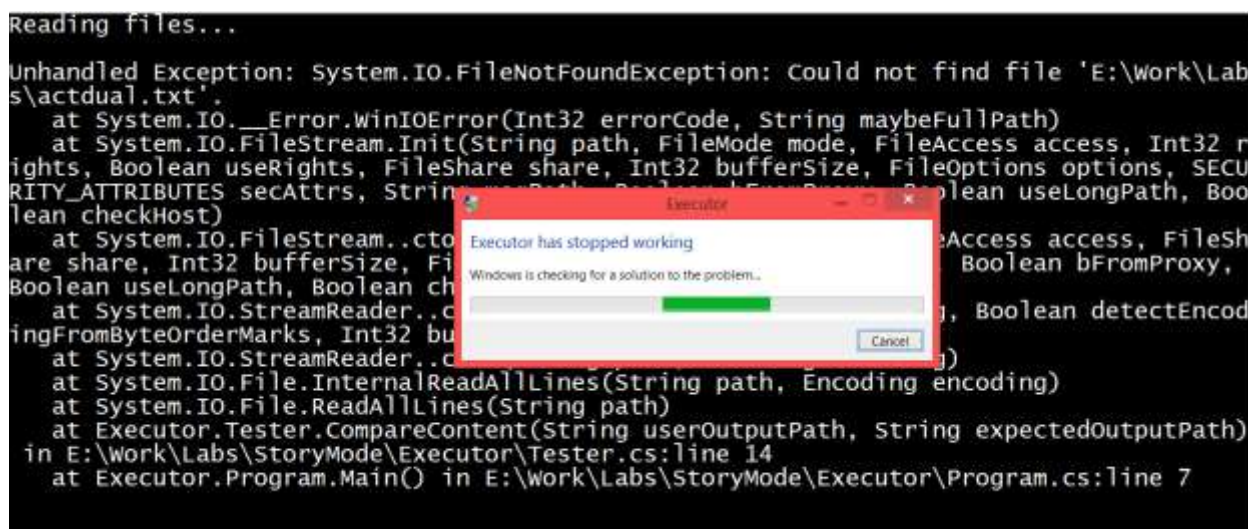 Reading files...
Unhandled Exception: System.IO.FileNotFoundException: Could not find file 'E:\Work\Lab
s\actdual.txt'.
at System.IO.__Error.WinIOError(Int32 errorCode, String maybeFullPath)
at System.IO.FileStream.Init(String path, FileMode mode, FileAccess access, Int32 r
ights, Boolean useRights, FileShare share, Int32 bufferSize, FileOptions options, SECU
RITY_ATTRIBUTES secAttrs, Strin olean useLongPath, Boo
lean checkHost)
at System.IO.FileStream..cto eAccess access, FileSh
are share, Int32 bufferSize, Fi Boolean bFromProxy,
Boolean useLongPath, Boolean ch
at System.IO.StreamReader..c g, Boolean detectEncod
ingFromByteOrderMarks, Int32 bu
at System.IO.StreamReader..c g)
at System.IO.File.InternalReadAllLines(String path, Encoding encoding)
at System.IO.File.ReadAllLines(String path)
at Executor.Tester.CompareContent(String userOutputPath, String expectedOutputPath)
in E:\Work\Labs\StoryMode\Executor\Tester.cs:line 14
at Executor.Program.Main() in E:\Work\Labs\StoryMode\Executor\Program.cs:line 7
Executor
Executor has stopped working
Windows is checking for a solution to the problem...
Cancel